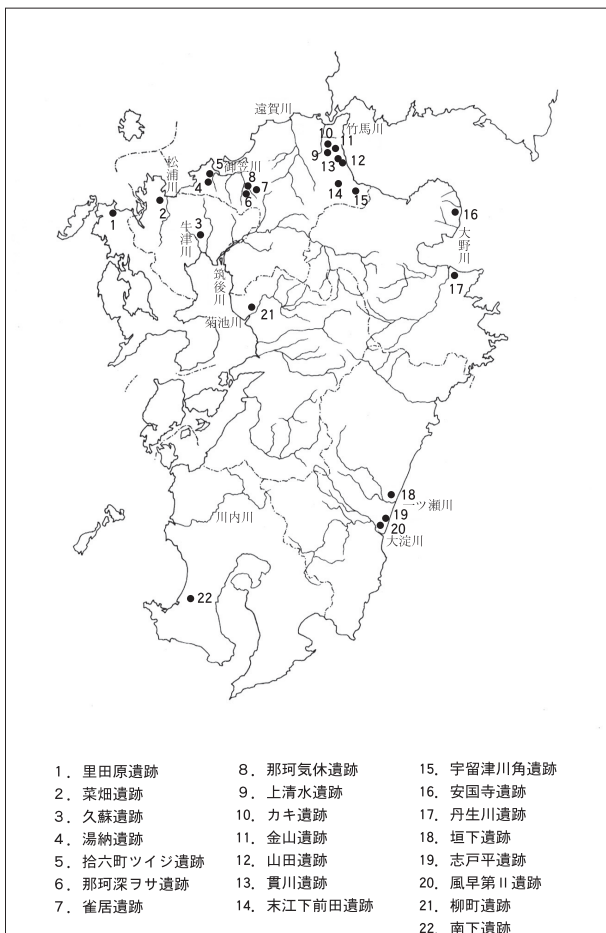 遠賀川
竹馬川
10
11
9
13
12
松浦川
5
御笠川
4
8
7
6
14
15
1
2
3
牛津川
16
大野川
17
筑後川
菊池川
21
18
一ツ瀬川
19
20
大淀川
川内川
22
1．里田原遺跡
2．菜畑遺跡
3．久蘇遺跡
4．湯納遺跡
5．拾六町ツイジ遺跡
6．那珂深ヲサ遺跡
7．雀居遺跡
8．那珂気休遺跡
9．上清水遺跡
10．カキ遺跡
11．金山遺跡
12．山田遺跡
13．貫川遺跡
14．末江下前田遺跡
15．宇留津川角遺跡
16．安国寺遺跡
17．丹生川遺跡
18．垣下遺跡
19．志戸平遺跡
20．風早第Ⅱ遺跡
21．柳町遺跡
22．南下遺跡